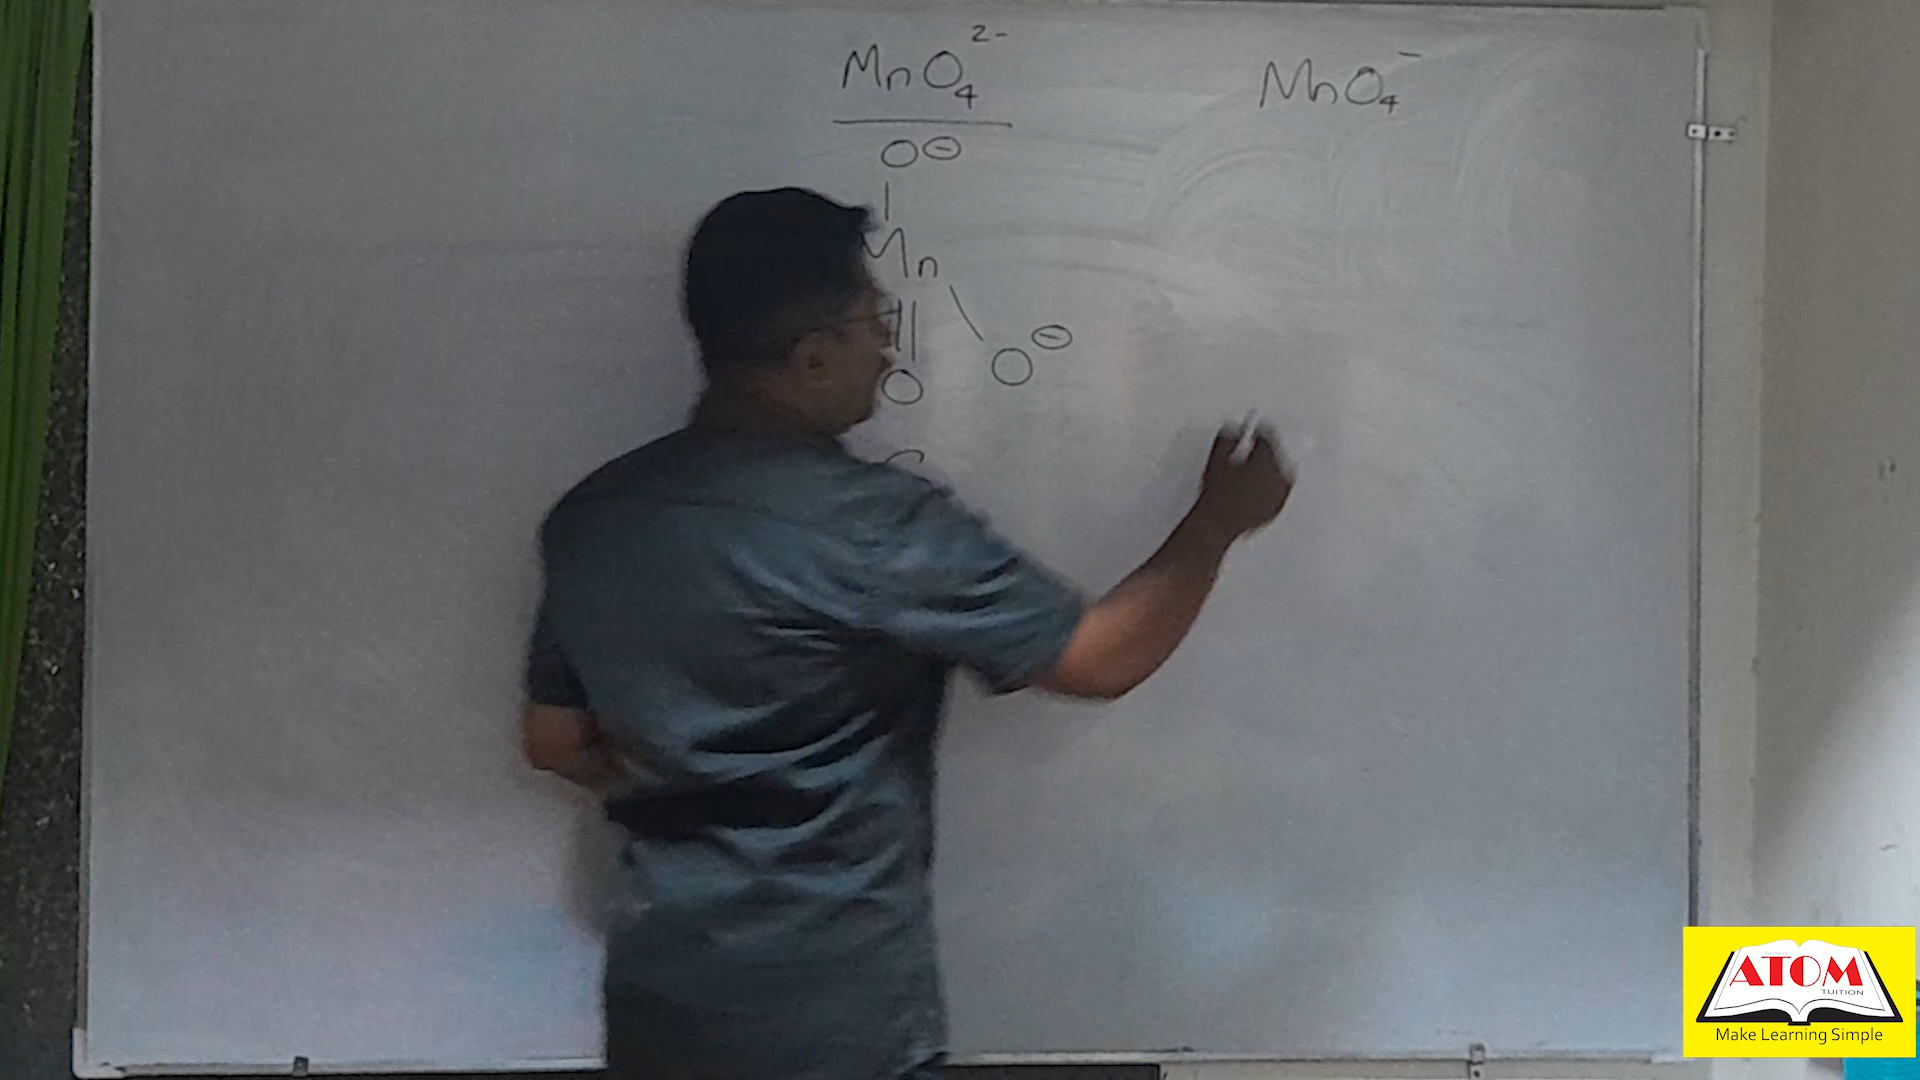 MnO₄²⁻
MnO₄⁻
O⊖
Mn
O
O⊖
ATOM
TUITION
Make Learning Simple